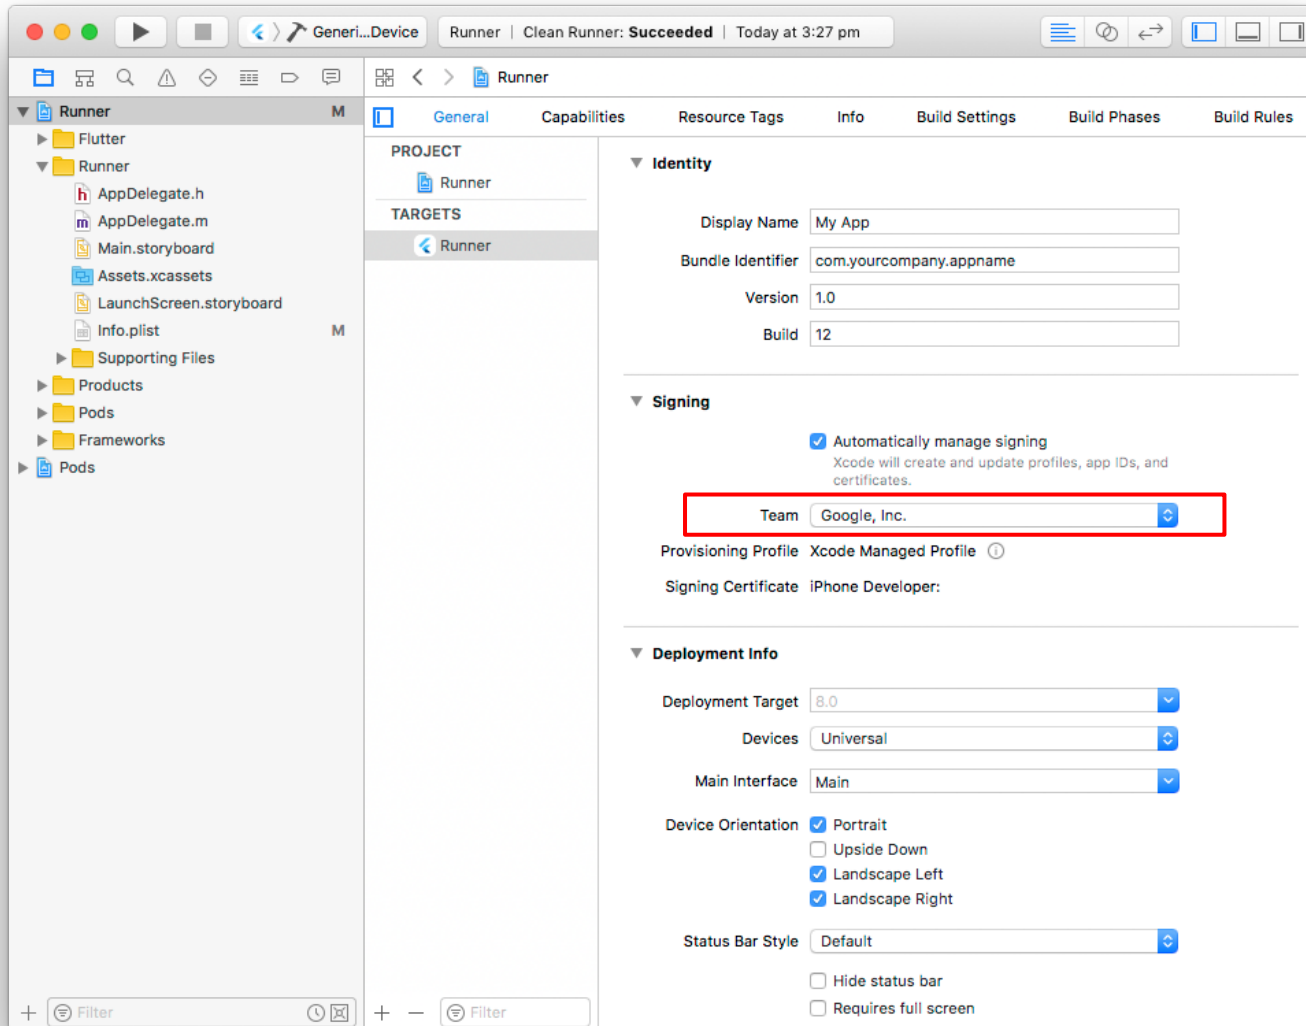 Generi...Device
Runner | Clean Runner: Succeeded | Today at 3:27 pm
Runner
Runner M
Flutter
Runner
AppDelegate.h
AppDelegate.m
Main.storyboard
Assets.xcassets
LaunchScreen.storyboard
Info.plist M
Supporting Files
Products
Pods
Frameworks
Pods
Filter
General Capabilities Resource Tags Info Build Settings Build Phases Build Rules
PROJECT
Runner
TARGETS
Runner
Filter
Identity
Display Name My App
Bundle Identifier com.yourcompany.appname
Version 1.0
Build 12
Signing
Automatically manage signing
Xcode will create and update profiles, app IDs, and
certificates.
Team Google, Inc.
Provisioning Profile Xcode Managed Profile
Signing Certificate iPhone Developer:
Deployment Info
Deployment Target 8.0
Devices Universal
Main Interface Main
Device Orientation Portrait
Upside Down
Landscape Left
Landscape Right
Status Bar Style Default
Hide status bar
Requires full screen